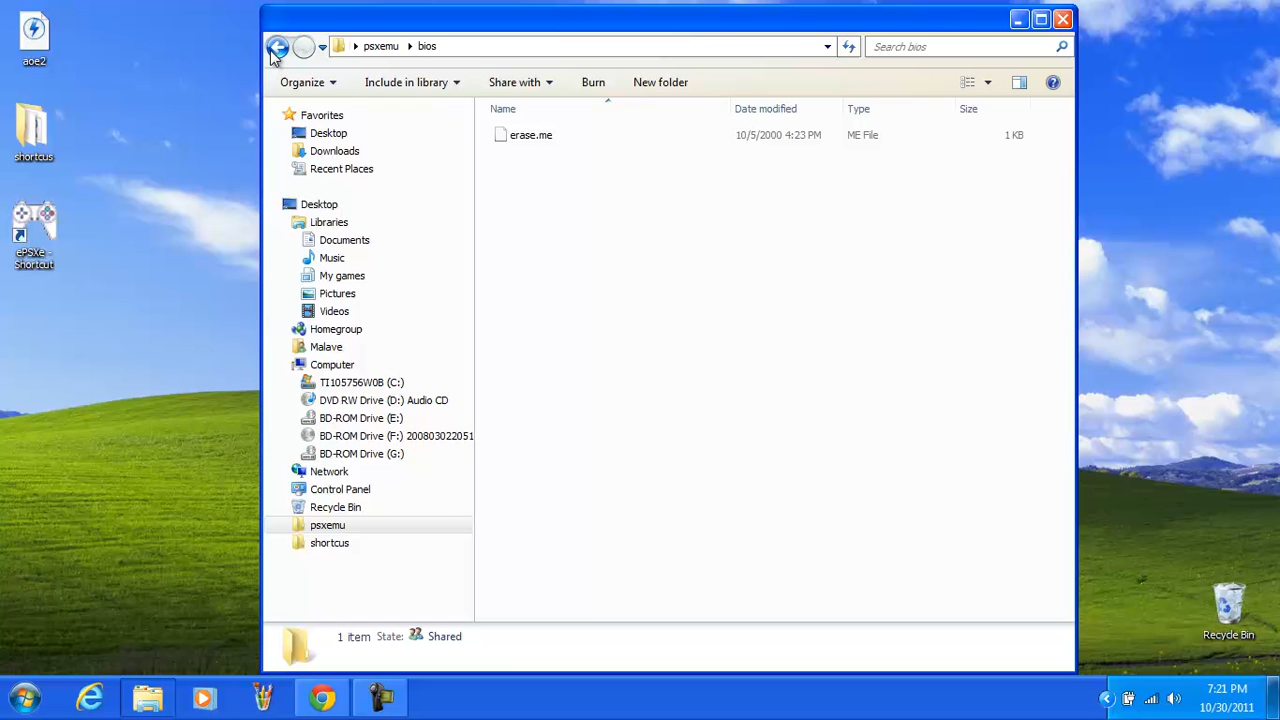 aoe2
shortcus
ePSXe -
Shortcut
psxemu
bios
Search bios
Organize
Include in library
Share with
Burn
New folder
Favorites
Desktop
Downloads
Recent Places
Desktop
Libraries
Documents
Music
My games
Pictures
Videos
Homegroup
Malave
Computer
TI105756W0B (C:)
DVD RW Drive (D:) Audio CD
BD-ROM Drive (E:)
BD-ROM Drive (F:) 200803022051
BD-ROM Drive (G:)
Network
Control Panel
Recycle Bin
psxemu
shortcus
Name
Date modified
Type
Size
erase.me
10/5/2000 4:23 PM
ME File
1 KB
1 item
State:
Shared
Recycle Bin
7:21 PM
10/30/2011